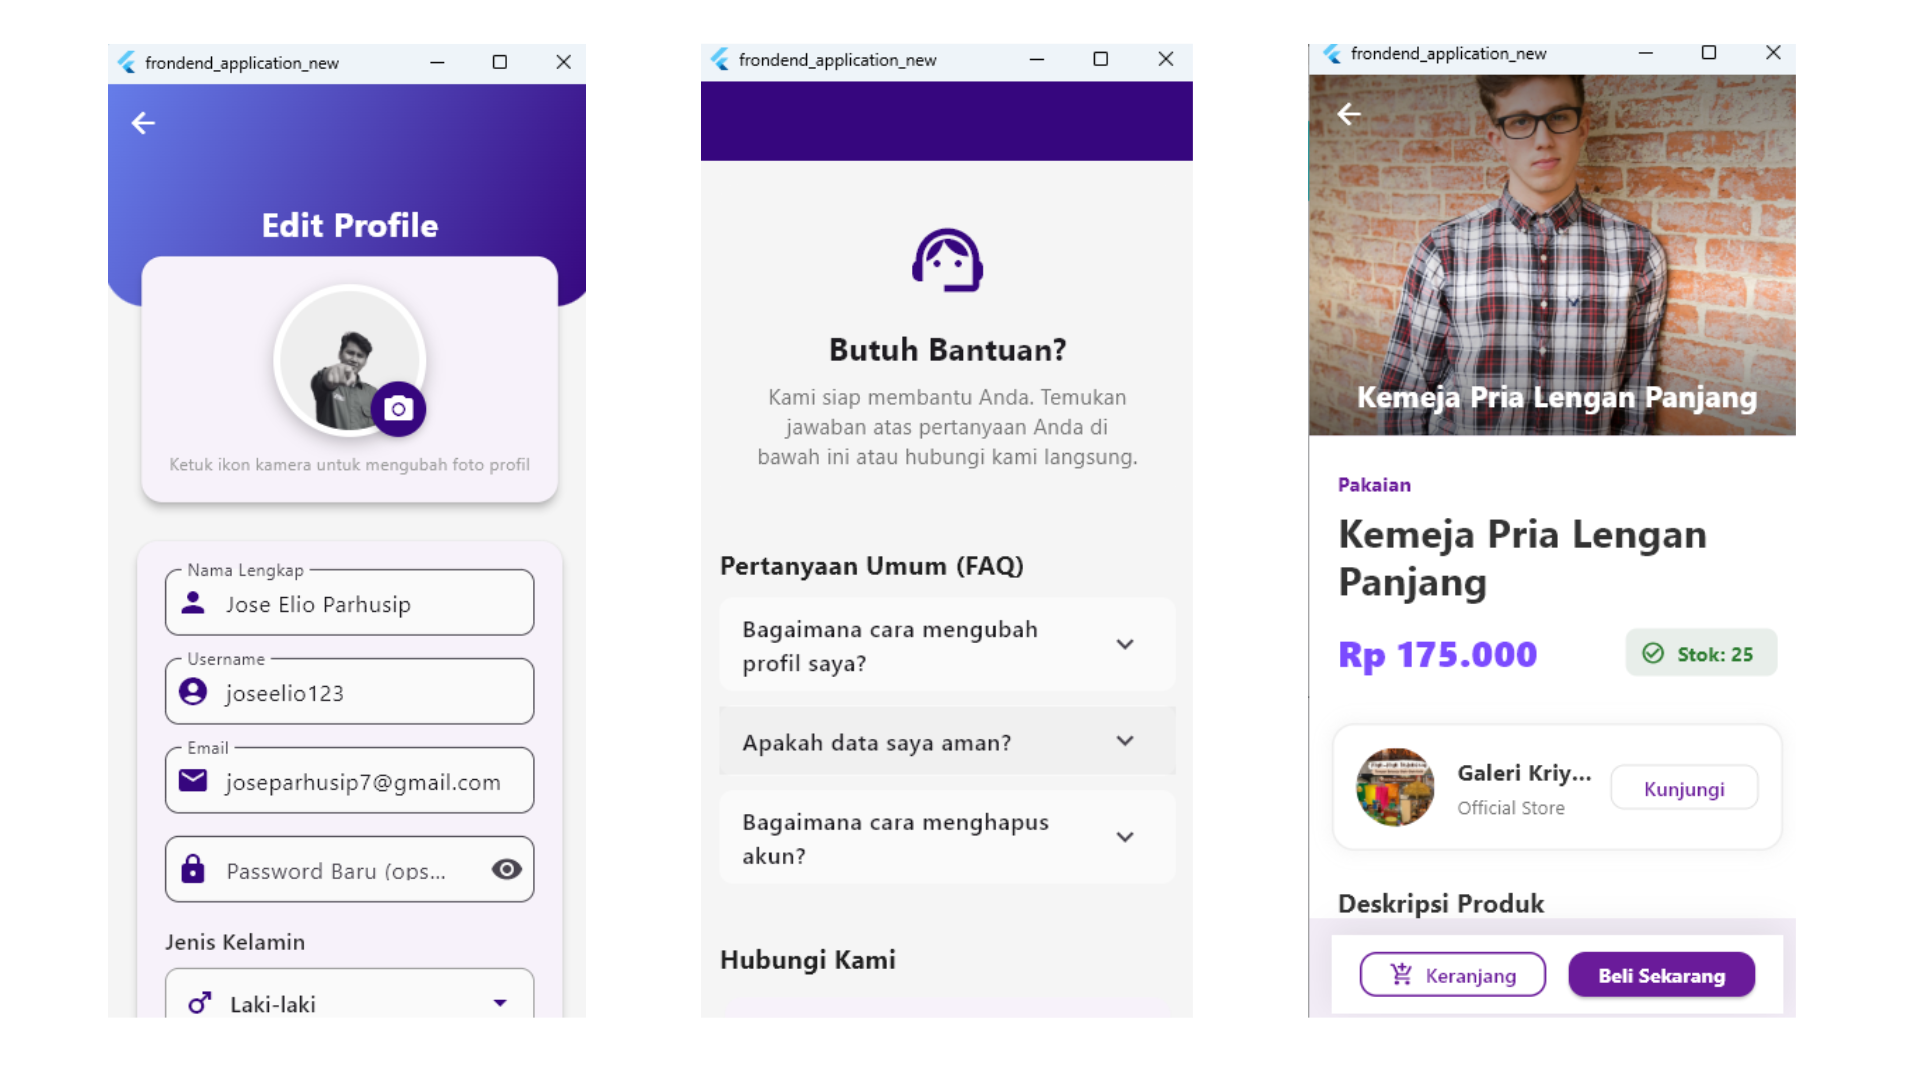 frondend_application_new
Edit Profile
Ketuk ikon kamera untuk mengubah foto profil
Nama Lengkap
Jose Elio Parhusip
Username
joseelio123
Email
joseparhusip7@gmail.com
Password Baru (ops...
Jenis Kelamin
Laki-laki
frondend_application_new
Butuh Bantuan?
Kami siap membantu Anda. Temukan
jawaban atas pertanyaan Anda di
bawah ini atau hubungi kami langsung.
Pertanyaan Umum (FAQ)
Bagaimana cara mengubah
profil saya?
Apakah data saya aman?
Bagaimana cara menghapus
akun?
Hubungi Kami
frondend_application_new
Kemeja Pria Lengan Panjang
Pakaian
Kemeja Pria Lengan
Panjang
Rp 175.000
Stok: 25
Galeri Kriy...
Official Store
Kunjungi
Deskripsi Produk
Keranjang
Beli Sekarang